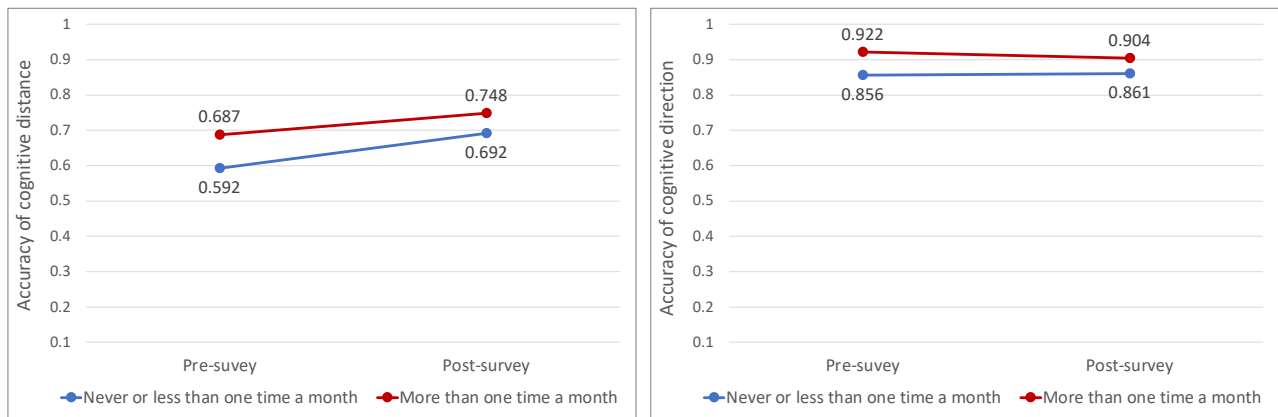 Accuracy of cognitive distance
1
0.9
0.8
0.7
0.6
0.5
0.4
0.3
0.2
0.1
0.687
0.748
0.592
0.692
Pre-suvey
Post-survey
Never or less than one time a month
More than one time a month
Accuracy of cognitive direction
1
0.9
0.8
0.7
0.6
0.5
0.4
0.3
0.2
0.1
0.922
0.904
0.856
0.861
Pre-suvey
Post-survey
Never or less than one time a month
More than one time a month